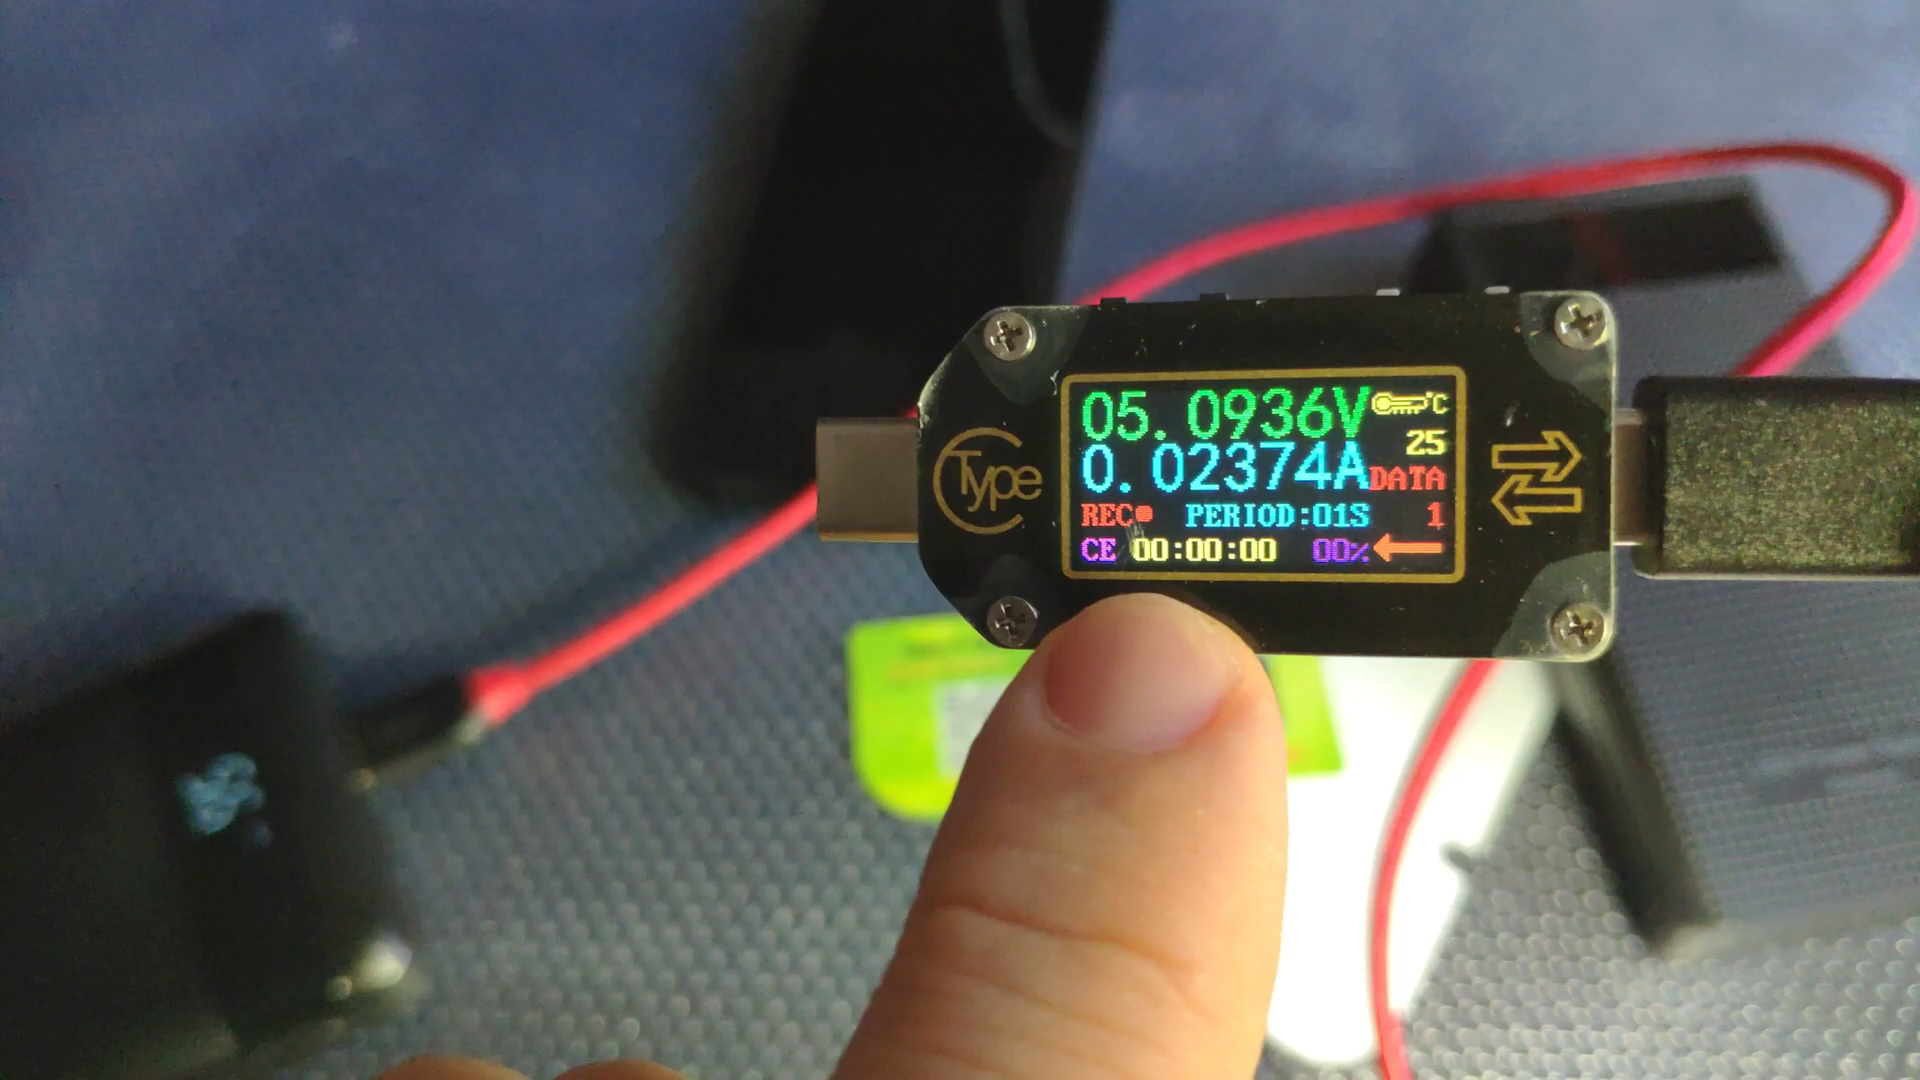 Type
05.0936V °C
25
0.02374A DATA
REC● PERIOD:01S 1
CE 00:00:00 00%